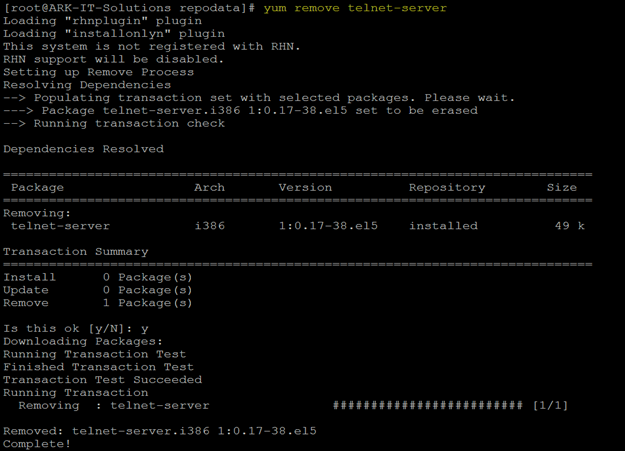 [root@ARK-IT-Solutions repodata]# yum remove telnet-server
Loading "rhnplugin" plugin
Loading "installonlyn" plugin
This system is not registered with RHN.
RHN support will be disabled.
Setting up Remove Process
Resolving Dependencies
--> Populating transaction set with selected packages. Please wait.
---> Package telnet-server.i386 1:0.17-38.el5 set to be erased
--> Running transaction check

Dependencies Resolved

=============================================================================
 Package                 Arch       Version          Repository        Size
=============================================================================
Removing:
 telnet-server           i386       1:0.17-38.el5    installed          49 k

Transaction Summary
=============================================================================
Install      0 Package(s)
Update       0 Package(s)
Remove       1 Package(s)

Is this ok [y/N]: y
Downloading Packages:
Running Transaction Test
Finished Transaction Test
Transaction Test Succeeded
Running Transaction
  Removing  : telnet-server                ######################### [1/1]

Removed: telnet-server.i386 1:0.17-38.el5
Complete!